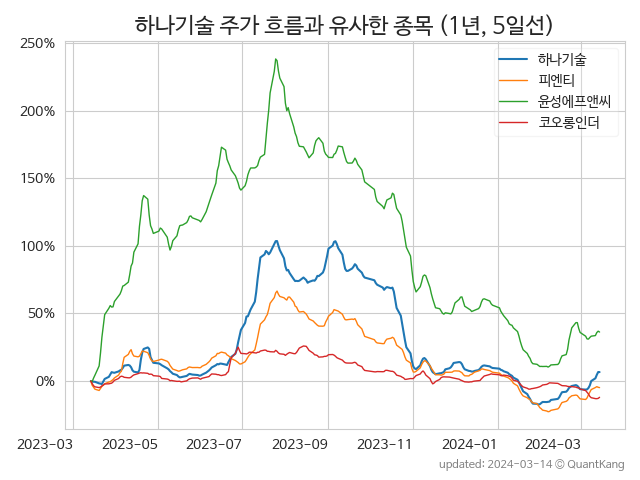 하나기술 주가 흐름과 유사한 종목 (1년, 5일선)
250%
200%
150%
100%
50%
0%
하나기술
피엔티
윤성에프앤씨
코오롱인더
2023-03 2023-05 2023-07 2023-09 2023-11 2024-01 2024-03
updated: 2024-03-14 © QuantKang